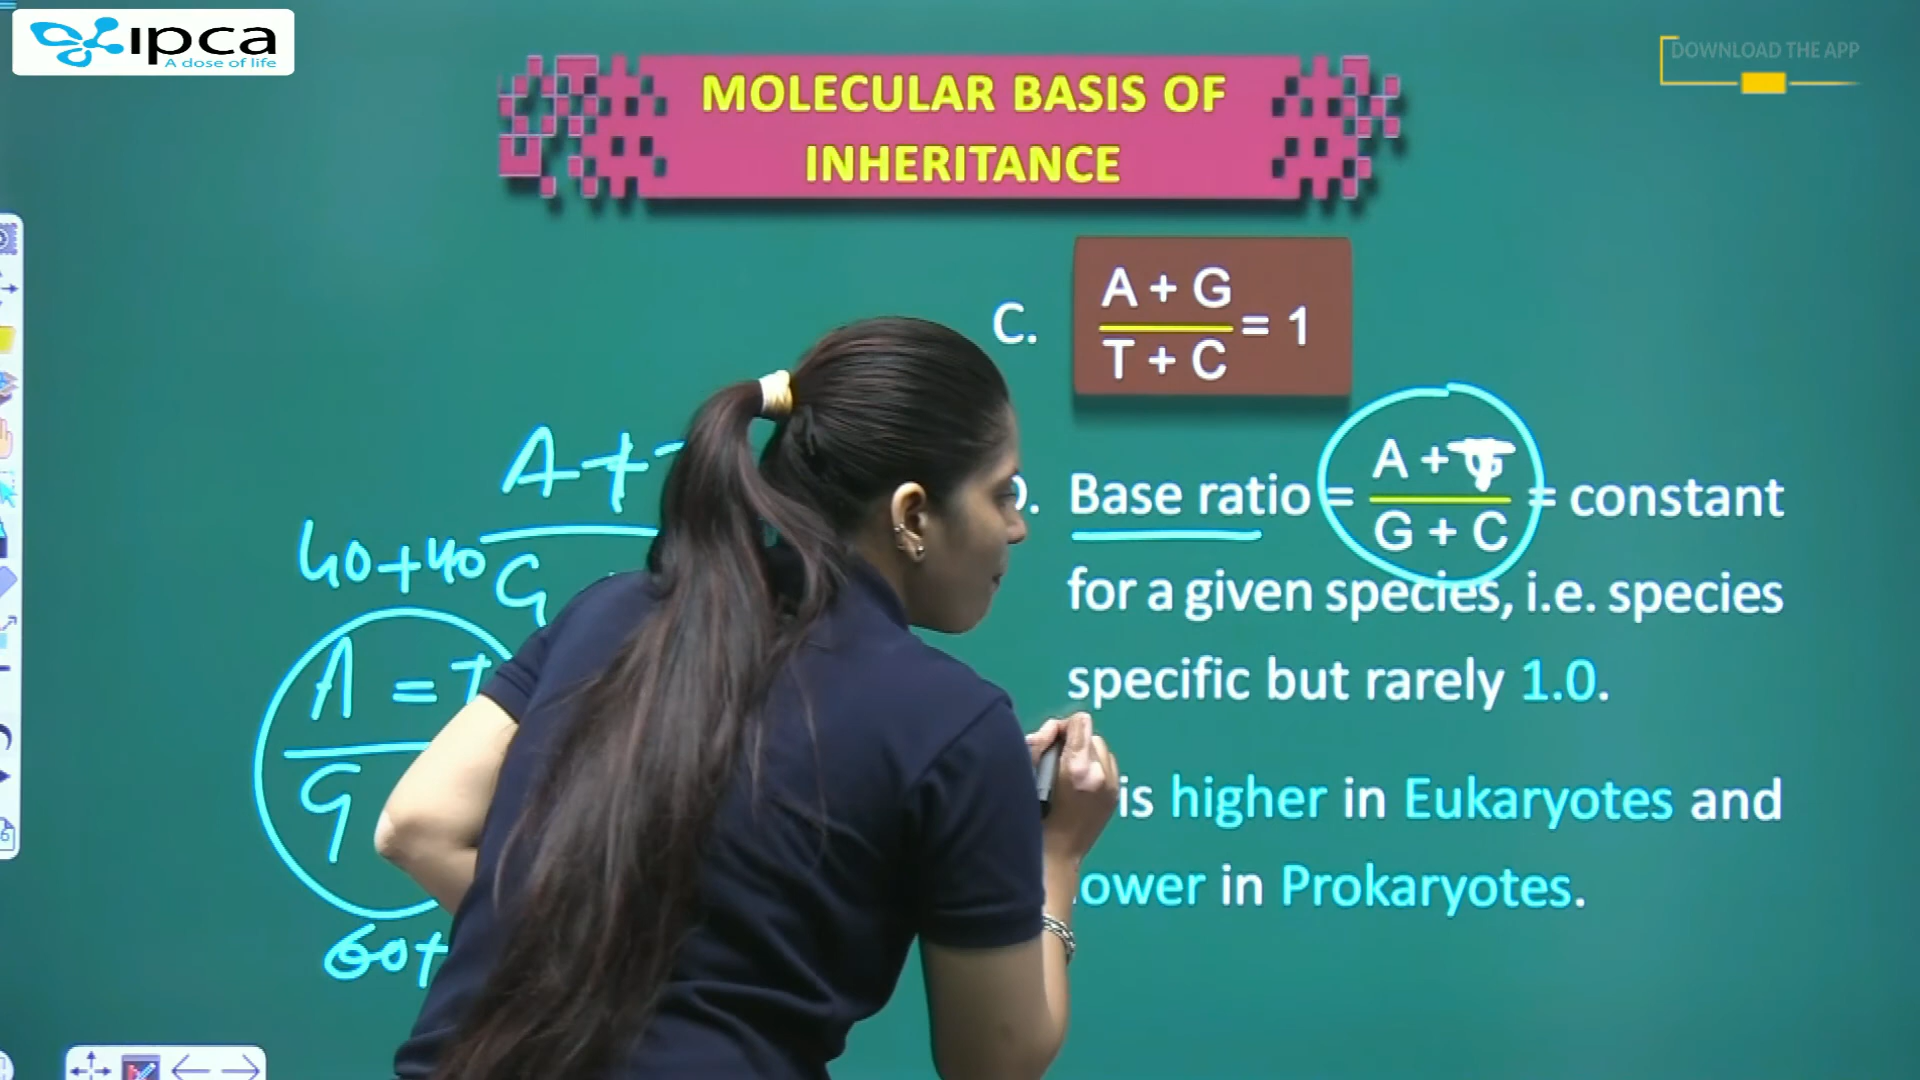 ipca
A dose of life
DOWNLOAD THE APP
MOLECULAR BASIS OF
INHERITANCE
C. A + G
= 1
T + C
A +
40+40 G
A = T
G
60+
Base ratio = A + T = constant
G + C
for a given species, i.e. species
specific but rarely 1.0.
is higher in Eukaryotes and
lower in Prokaryotes.